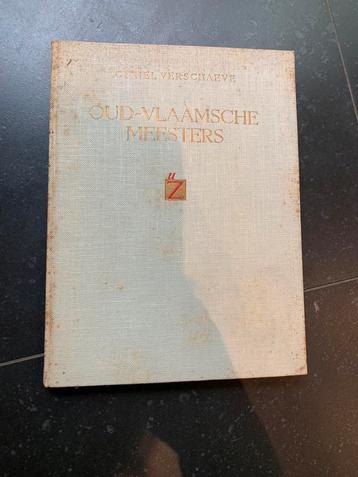 CYRIEL VERSCHAEVE
OUD-VLAAMSCHE
MEESTERS
Z